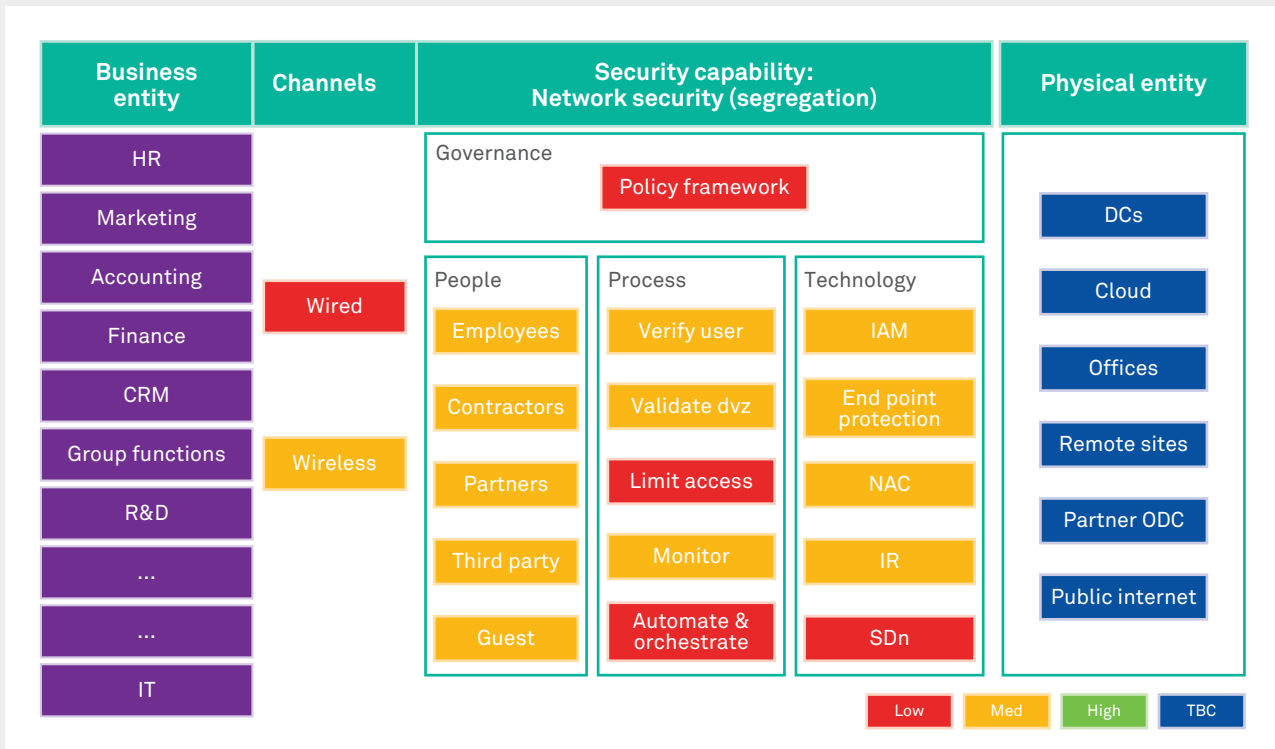 Business
entity
Channels
Security capability:
Network security (segregation)
Physical entity
HR
Marketing
Accounting
Finance
CRM
Group functions
R&D
...
...
IT
Wired
Wireless
Governance
Policy framework
People
Employees
Contractors
Partners
Third party
Guest
Process
Verify user
Validate dvz
Limit access
Monitor
Automate &
orchestrate
Technology
IAM
End point
protection
NAC
IR
SDn
DCs
Cloud
Offices
Remote sites
Partner ODC
Public internet
Low
Med
High
TBC